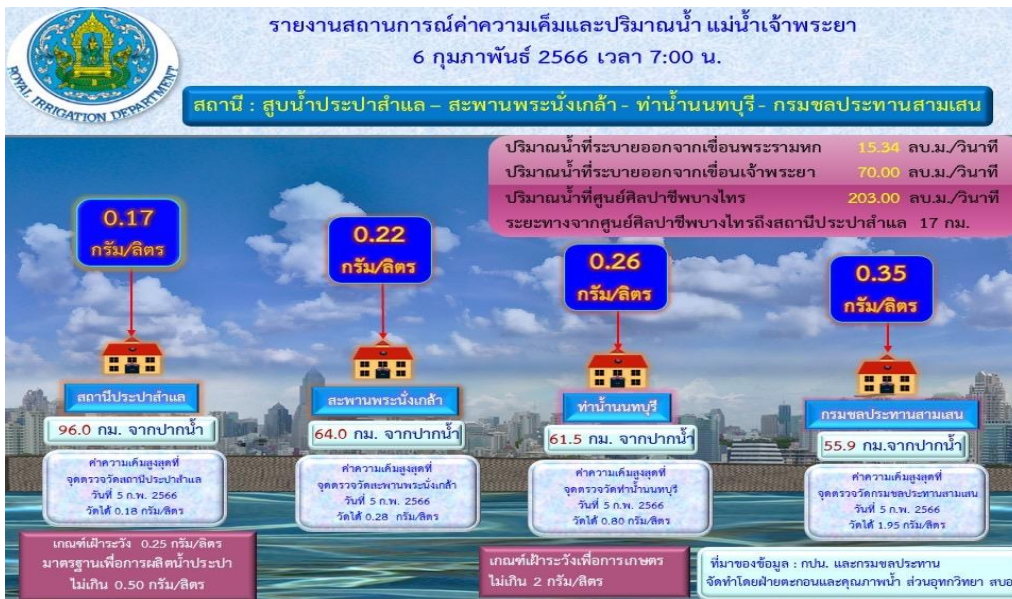 รายงานสถานการณ์ค่าความเค็มและปริมาณน้ำ แม่น้ำเจ้าพระยา
6 กุมภาพันธ์ 2566 เวลา 7:00 น.
ROYAL IRRIGATION DEPARTMENT
สถานี : สูบน้ำประปาสำแล – สะพานพระนั่งเกล้า - ท่าน้ำนนทบุรี - กรมชลประทานสามเสน
ปริมาณน้ำที่ระบายออกจากเขื่อนพระรามหก 15.34 ลบ.ม./วินาที
ปริมาณน้ำที่ระบายออกจากเขื่อนเจ้าพระยา 70.00 ลบ.ม./วินาที
ปริมาณน้ำที่ศูนย์ศิลปาชีพบางไทร 203.00 ลบ.ม./วินาที
ระยะทางจากศูนย์ศิลปาชีพบางไทรถึงสถานีประปาสำแล 17 กม.
0.17
กรัม/ลิตร
สถานีประปาสำแล
96.0 กม. จากปากน้ำ
ค่าความเค็มสูงสุดที่
จุดตรวจวัดสถานีประปาสำแล
วันที่ 5 ก.พ. 2566
วัดได้ 0.18 กรัม/ลิตร
0.22
กรัม/ลิตร
สะพานพระนั่งเกล้า
64.0 กม. จากปากน้ำ
ค่าความเค็มสูงสุดที่
จุดตรวจวัดสะพานพระนั่งเกล้า
วันที่ 5 ก.พ. 2566
วัดได้ 0.28 กรัม/ลิตร
0.26
กรัม/ลิตร
ท่าน้ำนนทบุรี
61.5 กม. จากปากน้ำ
ค่าความเค็มสูงสุดที่
จุดตรวจวัดท่าน้ำนนทบุรี
วันที่ 5 ก.พ. 2566
วัดได้ 0.80 กรัม/ลิตร
0.35
กรัม/ลิตร
กรมชลประทานสามเสน
55.9 กม.จากปากน้ำ
ค่าความเค็มสูงสุดที่
จุดตรวจวัดกรมชลประทานสามเสน
วันที่ 5 ก.พ. 2566
วัดได้ 1.95 กรัม/ลิตร
เกณฑ์เฝ้าระวัง 0.25 กรัม/ลิตร
มาตรฐานเพื่อการผลิตน้ำประปา
ไม่เกิน 0.50 กรัม/ลิตร
เกณฑ์เฝ้าระวังเพื่อการเกษตร
ไม่เกิน 2 กรัม/ลิตร
ที่มาของข้อมูล : กปน. และกรมชลประทาน
จัดทำโดยฝ่ายตะกอนและคุณภาพน้ำ ส่วนอุทกวิทยา สบอ